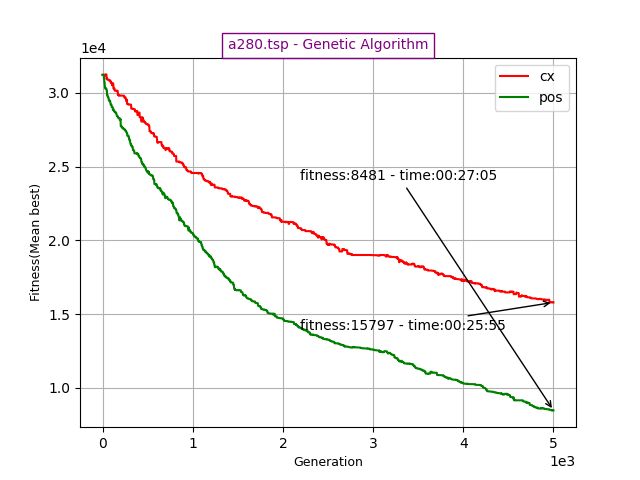 a280.tsp - Genetic Algorithm
1e4
cx
pos
3.0
2.5
2.0
1.5
1.0
Fitness(Mean best)
fitness:8481 - time:00:27:05
fitness:15797 - time:00:25:55
0 1 2 3 4 5
Generation
1e3